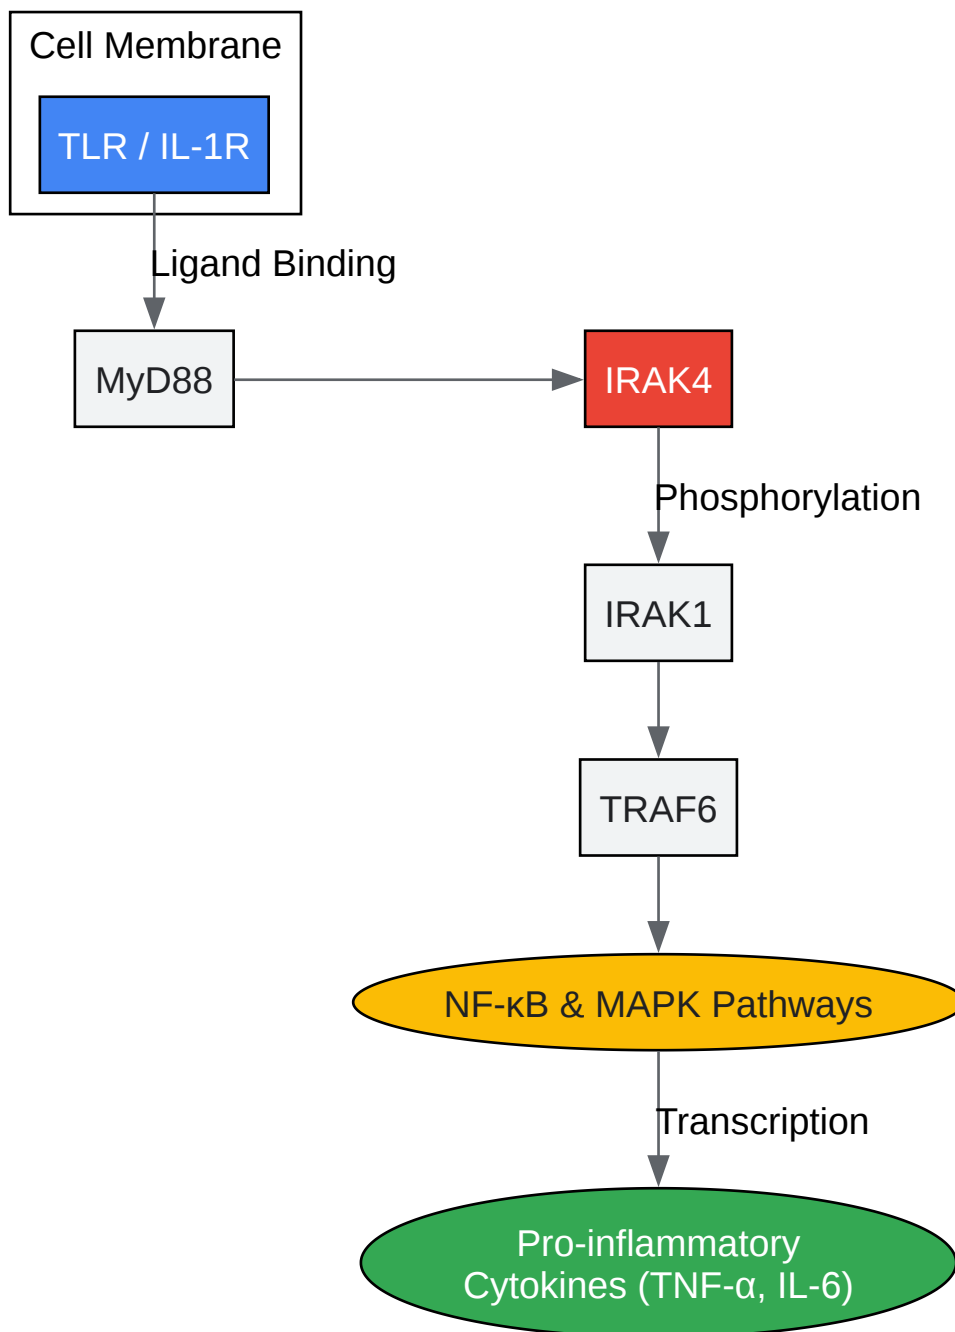 Cell Membrane
TLR / IL-1R
Ligand Binding
MyD88
IRAK4
Phosphorylation
IRAK1
TRAF6
NF-κB & MAPK Pathways
Transcription
Pro-inflammatory
Cytokines (TNF-α, IL-6)